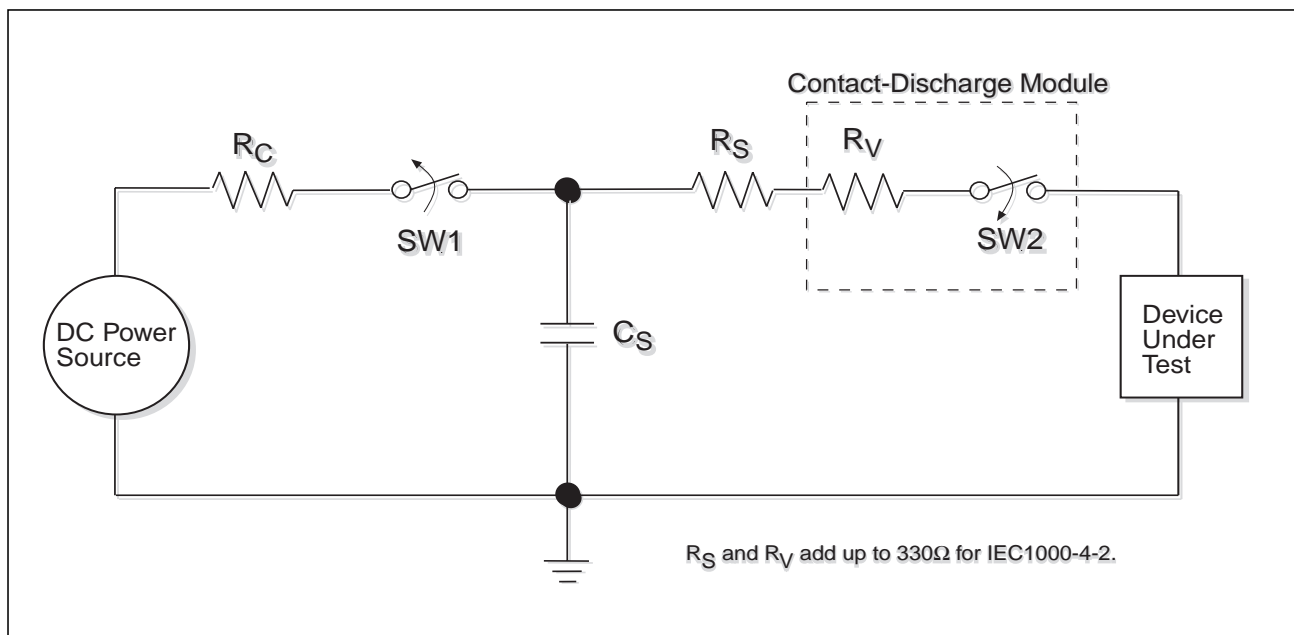 Contact-Discharge Module
RC
RS
RV
SW1
SW2
CS
DC Power
Source
Device
Under
Test
RS and RV add up to 330Ω for IEC1000-4-2.